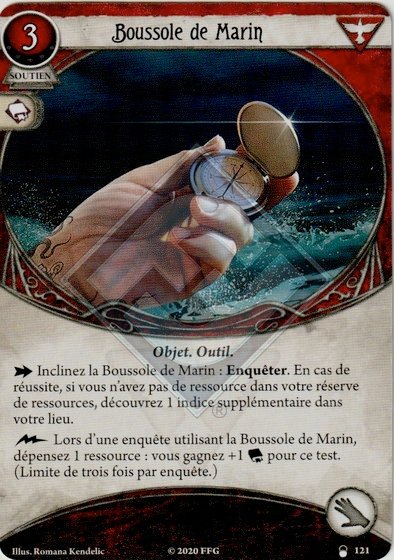 3
Boussole de Marin
SOUTIEN
Objet. Outil.
Inclinez la Boussole de Marin : Enquêter. En cas de
réussite, si vous n'avez pas de ressource dans votre réserve
de ressources, découvrez 1 indice supplémentaire dans
votre lieu.
Lors d'une enquête utilisant la Boussole de Marin,
dépensez 1 ressource : vous gagnez +1 pour ce test.
(Limite de trois fois par enquête.)
Illus. Romana Kendelic
© 2020 FFG
121